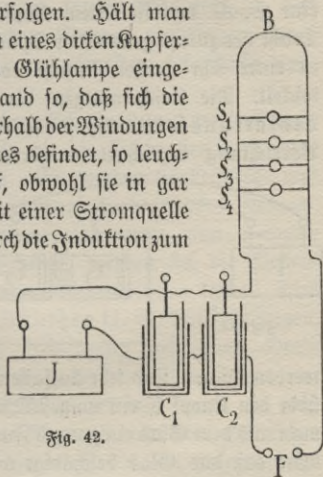 erfolgen. Hält man
eines dicken Kupfer-
Glühlampe einge-
and so, daß sich die
rhalb der Windungen
es befindet, so leuch-
, obwohl sie in gar
it einer Stromquelle
rch die Induktion zum
B
S1
S2
S3
S4
J
C1
C2
F
Fig. 42.